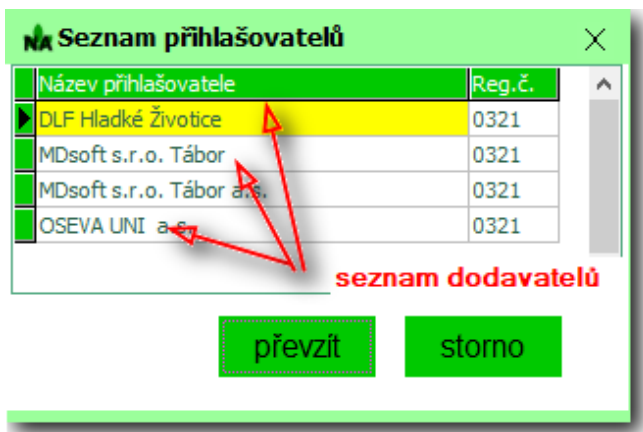 NA Seznam přihlašovatelů
Název přihlašovatele Reg.č.
DLF Hladké Životice 0321
MDsoft s.r.o. Tábor 0321
MDsoft s.r.o. Tábor a.s. 0321
OSEVA UNI a.s. 0321
seznam dodavatelů
převzít storno